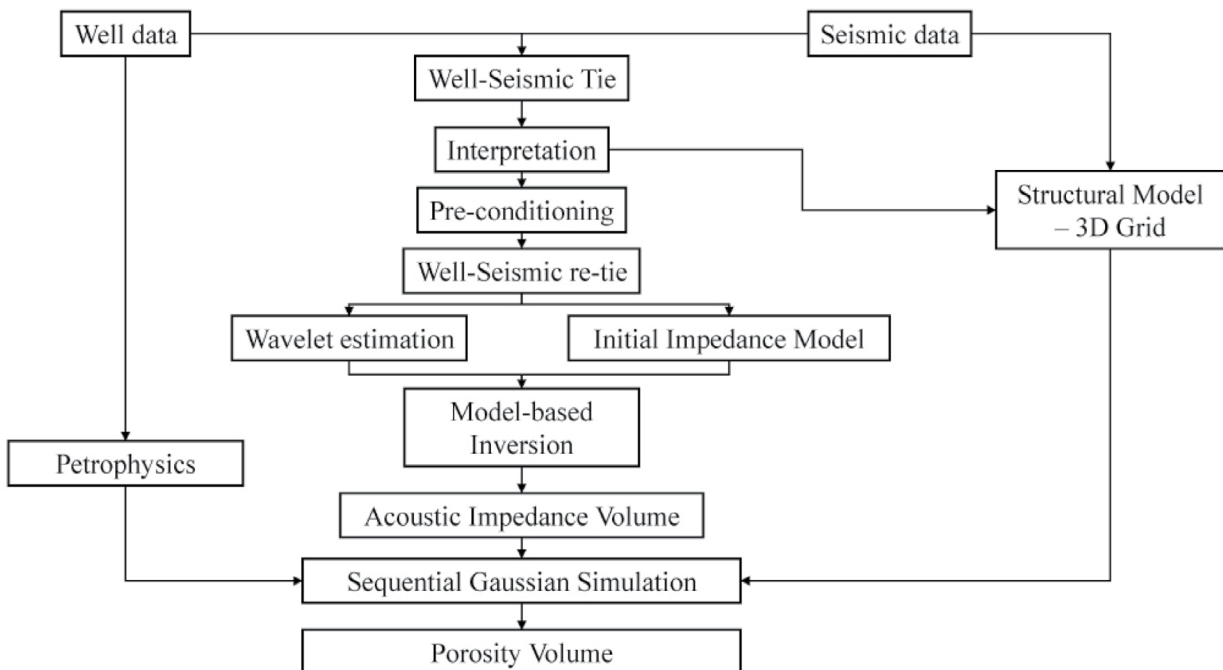 Well data
Seismic data
Well-Seismic Tie
Interpretation
Structural Model
– 3D Grid
Pre-conditioning
Well-Seismic re-tie
Wavelet estimation
Initial Impedance Model
Model-based
Inversion
Petrophysics
Acoustic Impedance Volume
Sequential Gaussian Simulation
Porosity Volume